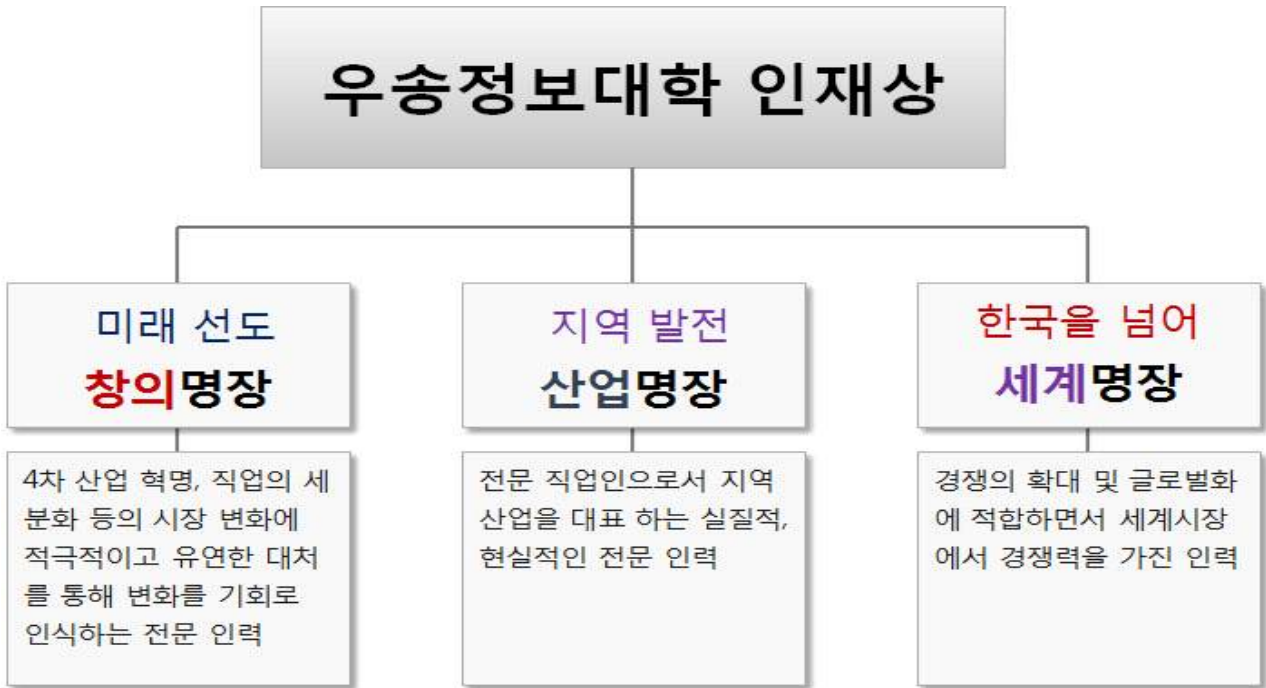 우송정보대학 인재상
미래 선도
창의명장
4차 산업 혁명, 직업의 세
분화 등의 시장 변화에
적극적이고 유연한 대처
를 통해 변화를 기회로
인식하는 전문 인력
지역 발전
산업명장
전문 직업인으로서 지역
산업을 대표 하는 실질적,
현실적인 전문 인력
한국을 넘어
세계명장
경쟁의 확대 및 글로벌화
에 적합하면서 세계시장
에서 경쟁력을 가진 인력